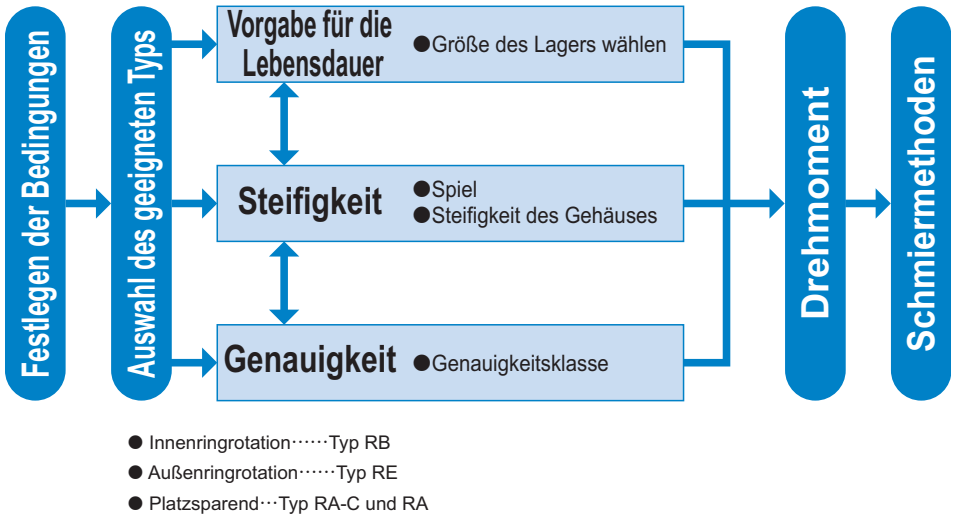 Festlegen der Bedingungen
Auswahl des geeigneten Typs
Vorgabe für die
Lebensdauer
●Größe des Lagers wählen
Steifigkeit
●Spiel
●Steifigkeit des Gehäuses
Genauigkeit
●Genauigkeitsklasse
Drehmoment
Schmiermethoden
● Innenringrotation⋯⋯Typ RB
● Außenringrotation⋯⋯Typ RE
● Platzsparend⋯Typ RA-C und RA